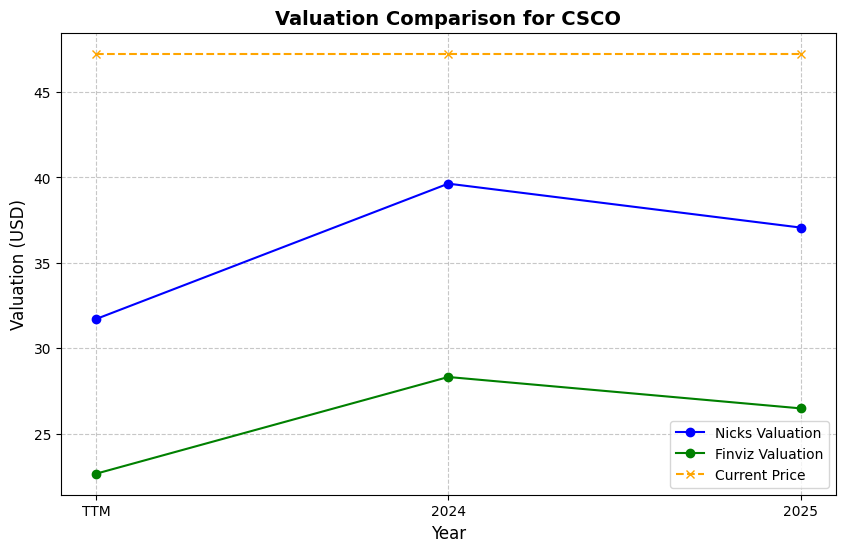 Valuation Comparison for CSCO
Valuation (USD)
45
40
35
30
25
TTM
2024
2025
Year
Nicks Valuation
Finviz Valuation
Current Price